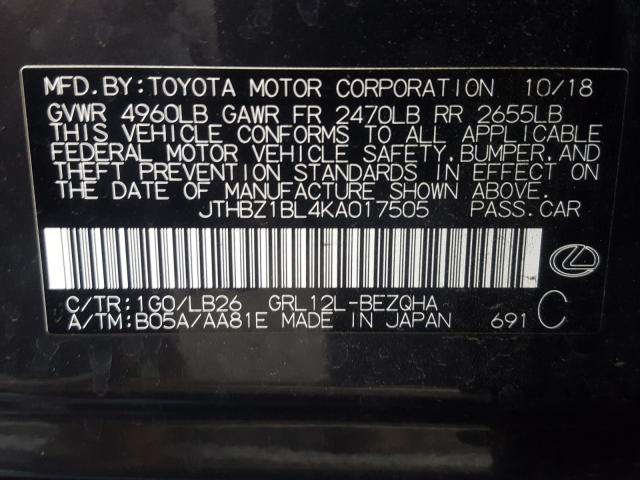 MFD.BY:TOYOTA MOTOR CORPORATION 10/18
GVWR 4960LB GAWR FR 2470LB RR 2655LB
THIS VEHICLE CONFORMS TO ALL APPLICABLE
FEDERAL MOTOR VEHICLE SAFETY,BUMPER,AND
THEFT PREVENTION STANDARDS IN EFFECT ON
THE DATE OF MANUFACTURE SHOWN ABOVE.
JTHBZ1BL4KA017505 PASS.CAR
C/TR:1G0/LB26 GRL12L-BEZQHA
A/TM:B05A/AA81E MADE IN JAPAN 691 C